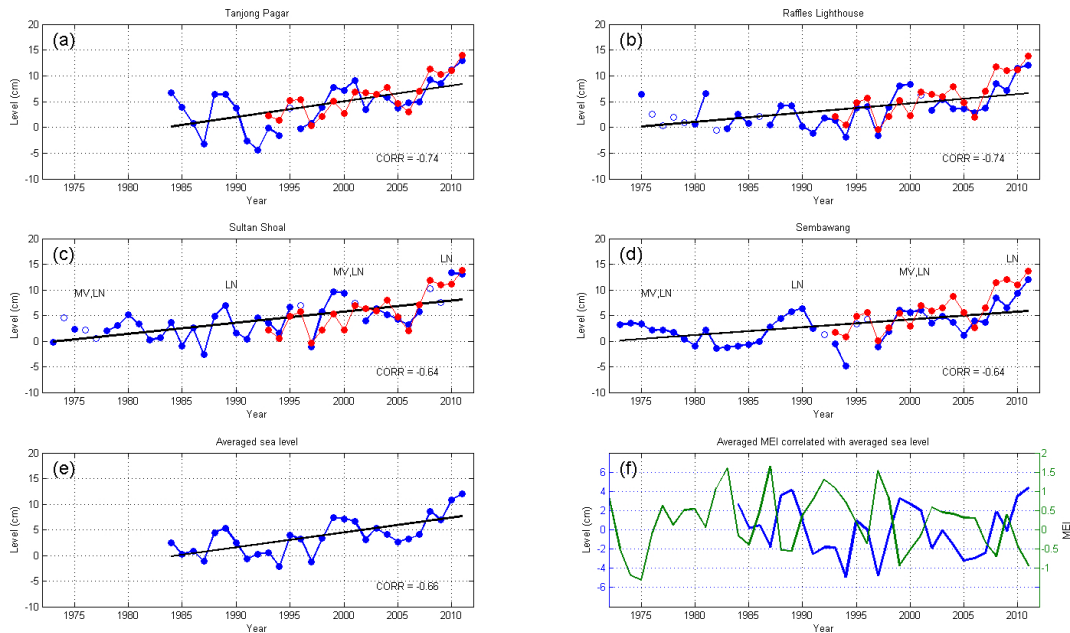 Tanjong Pagar
(a)
Level (cm)
20
15
10
5
0
-5
-10
CORR = -0.74
1975 1980 1985 1990 1995 2000 2005 2010
Year
Raffles Lighthouse
(b)
Level (cm)
20
15
10
5
0
-5
-10
CORR = -0.74
1975 1980 1985 1990 1995 2000 2005 2010
Year
Sultan Shoal
(c)
Level (cm)
20
15
10
5
0
-5
-10
MV,LN
LN
MV,LN
LN
CORR = -0.64
1975 1980 1985 1990 1995 2000 2005 2010
Year
Sembawang
(d)
Level (cm)
20
15
10
5
0
-5
-10
MV,LN
LN
MV,LN
LN
CORR = -0.64
1975 1980 1985 1990 1995 2000 2005 2010
Year
Averaged sea level
(e)
Level (cm)
20
15
10
5
0
-5
-10
CORR = -0.66
1975 1980 1985 1990 1995 2000 2005 2010
Year
Averaged MEI correlated with averaged sea level
(f)
Level (cm)
6
4
2
0
-2
-4
-6
2
1.5
1
0.5
0
-0.5
-1
MEI
1975 1980 1985 1990 1995 2000 2005 2010
Year